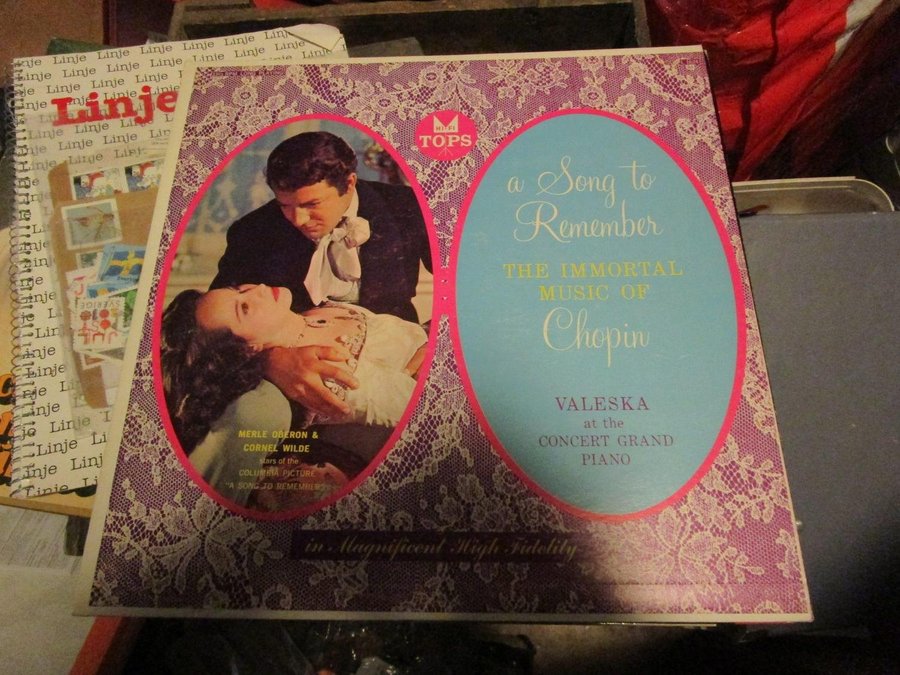 Linje
HI-FI
TOPS
a Song to
Remember
THE IMMORTAL
MUSIC OF
Chopin
VALESKA
at the
CONCERT GRAND
PIANO
MERLE OBERON &
CORNEL WILDE
stars of the
COLUMBIA PICTURE
"A SONG TO REMEMBER"
in Magnificent High Fidelity
SVERIGE